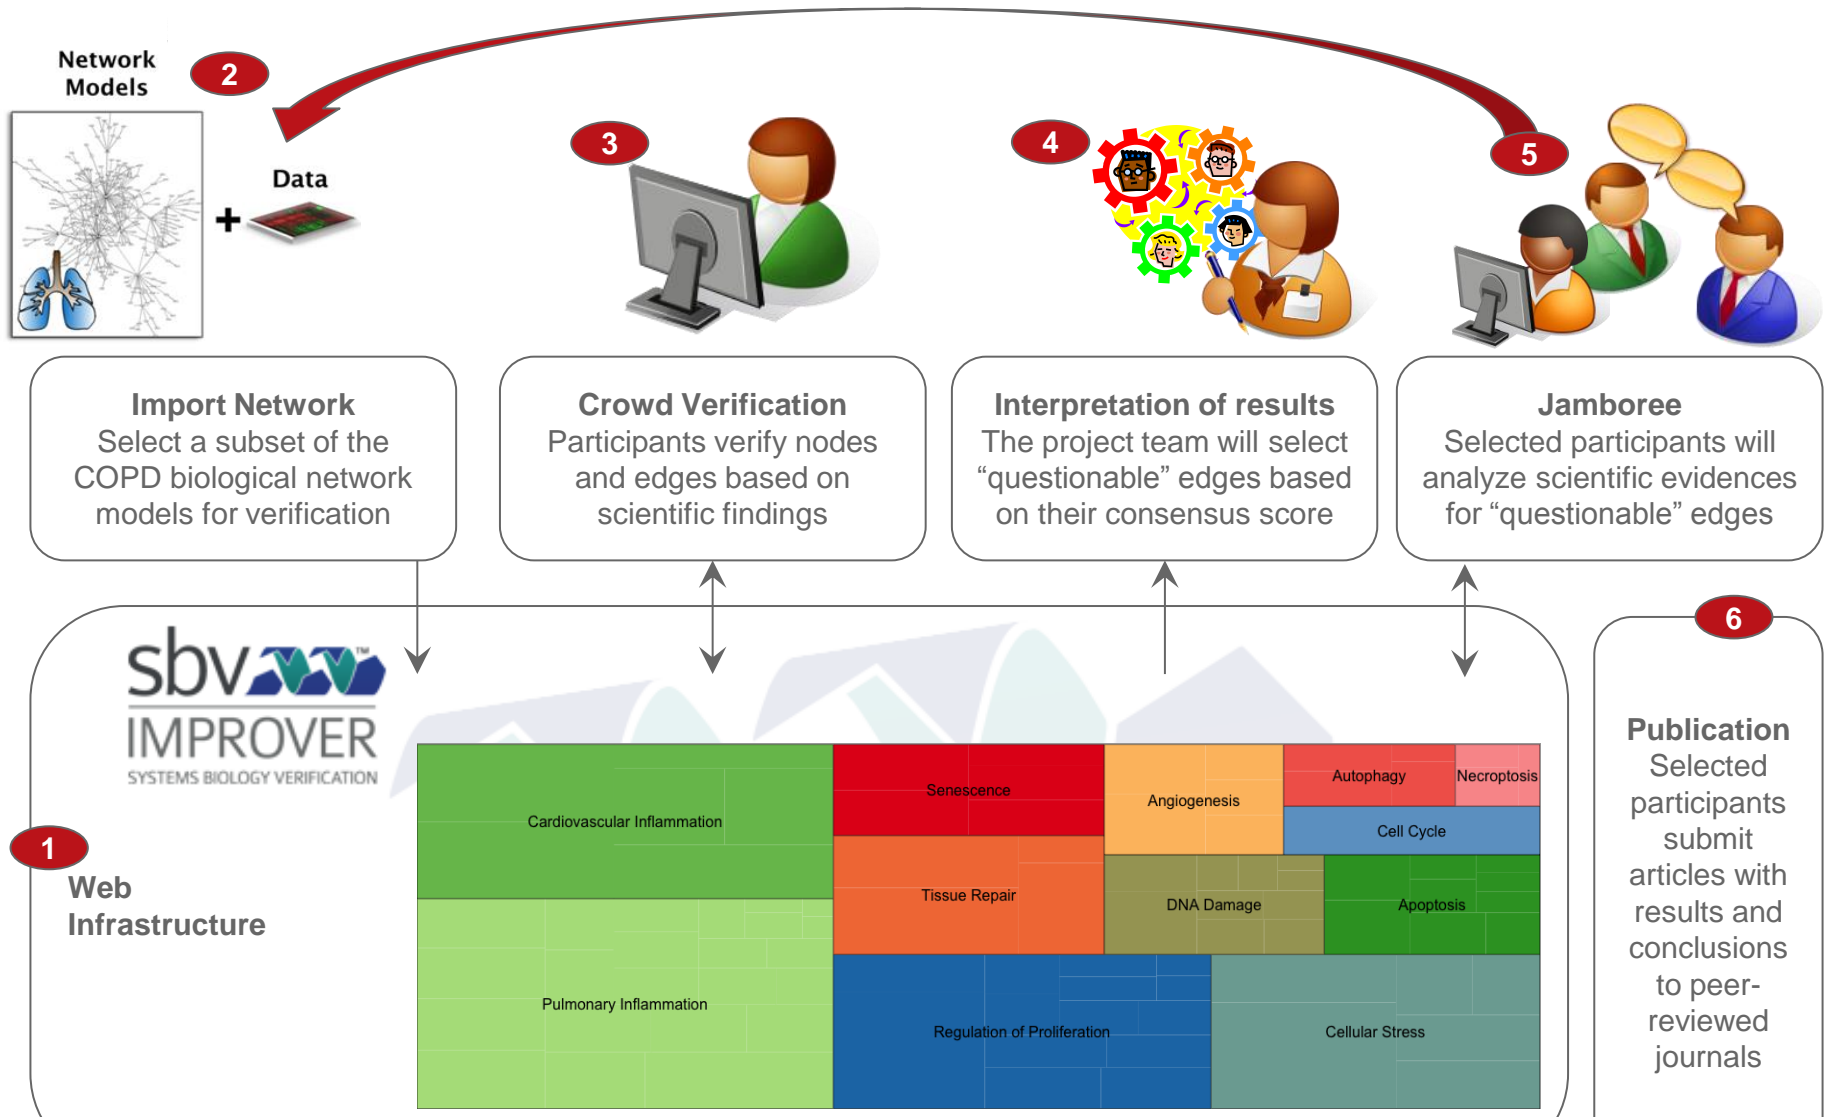 Network
Models
2
+
Data
3
4
5
Import Network
Select a subset of the
COPD biological network
models for verification
Crowd Verification
Participants verify nodes
and edges based on
scientific findings
Interpretation of results
The project team will select
“questionable” edges based
on their consensus score
Jamboree
Selected participants will
analyze scientific evidences
for “questionable” edges
sbv ™
IMPROVER
SYSTEMS BIOLOGY VERIFICATION
1
Web
Infrastructure
Cardiovascular Inflammation
Senescence
Angiogenesis
Autophagy
Necroptosis
Cell Cycle
Tissue Repair
DNA Damage
Apoptosis
Pulmonary Inflammation
Regulation of Proliferation
Cellular Stress
6
Publication
Selected
participants
submit
articles with
results and
conclusions
to peer-
reviewed
journals